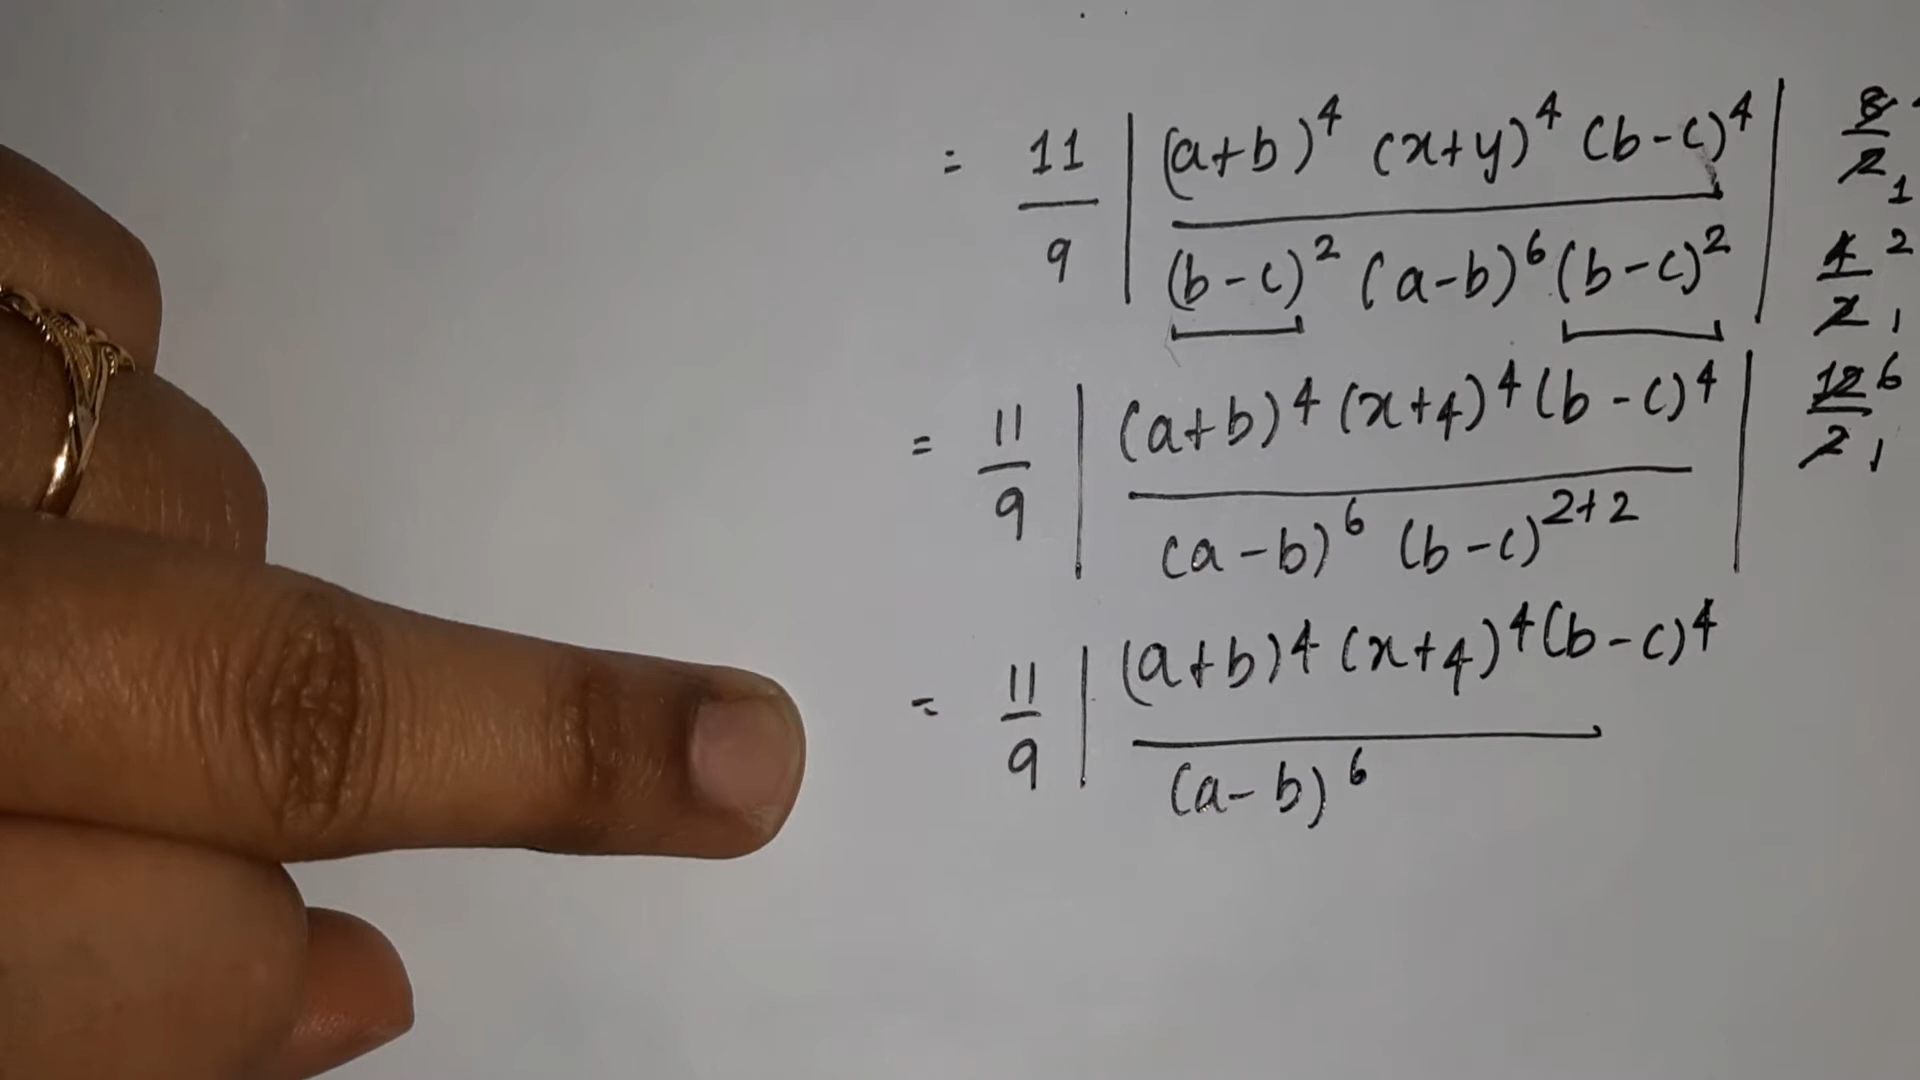 = 11/9 | (a+b)⁴ (x+y)⁴ (b-c)⁴ / (b-c)² (a-b)⁶ (b-c)² | 8/2 1
4 2 / 2 1
= 11/9 | (a+b)⁴ (x+4)⁴ (b-c)⁴ / (a-b)⁶ (b-c)²⁺² | 12 6 / 2 1
= 11/9 | (a+b)⁴ (x+4)⁴ (b-c)⁴ / (a-b)⁶